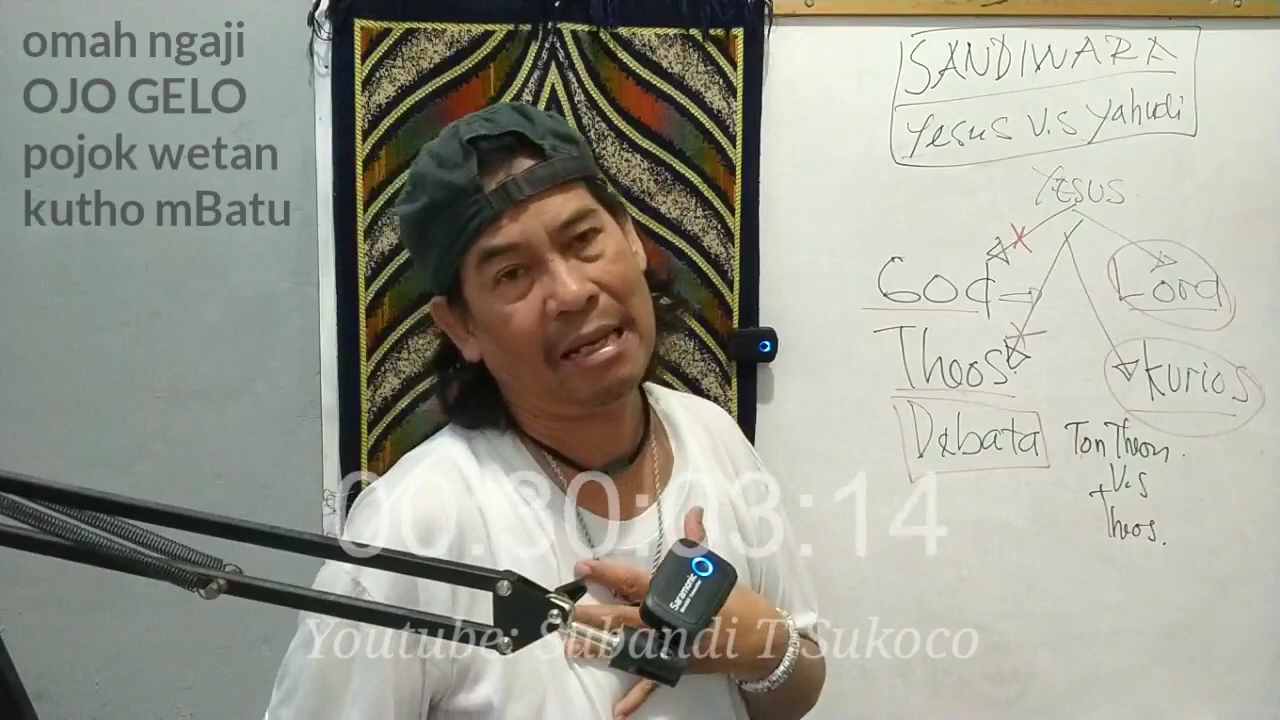 omah ngaji
OJO GELO
pojok wetan
kutho mBatu
SANDIWARA
Yesus V.S Yahudi
YESUS
God
Lord
Theos
Kurios
Debata
Ton Theon.
V.s
Theos.
00:30:03:14
Saramonic
Youtube: Subandi T Sukoco